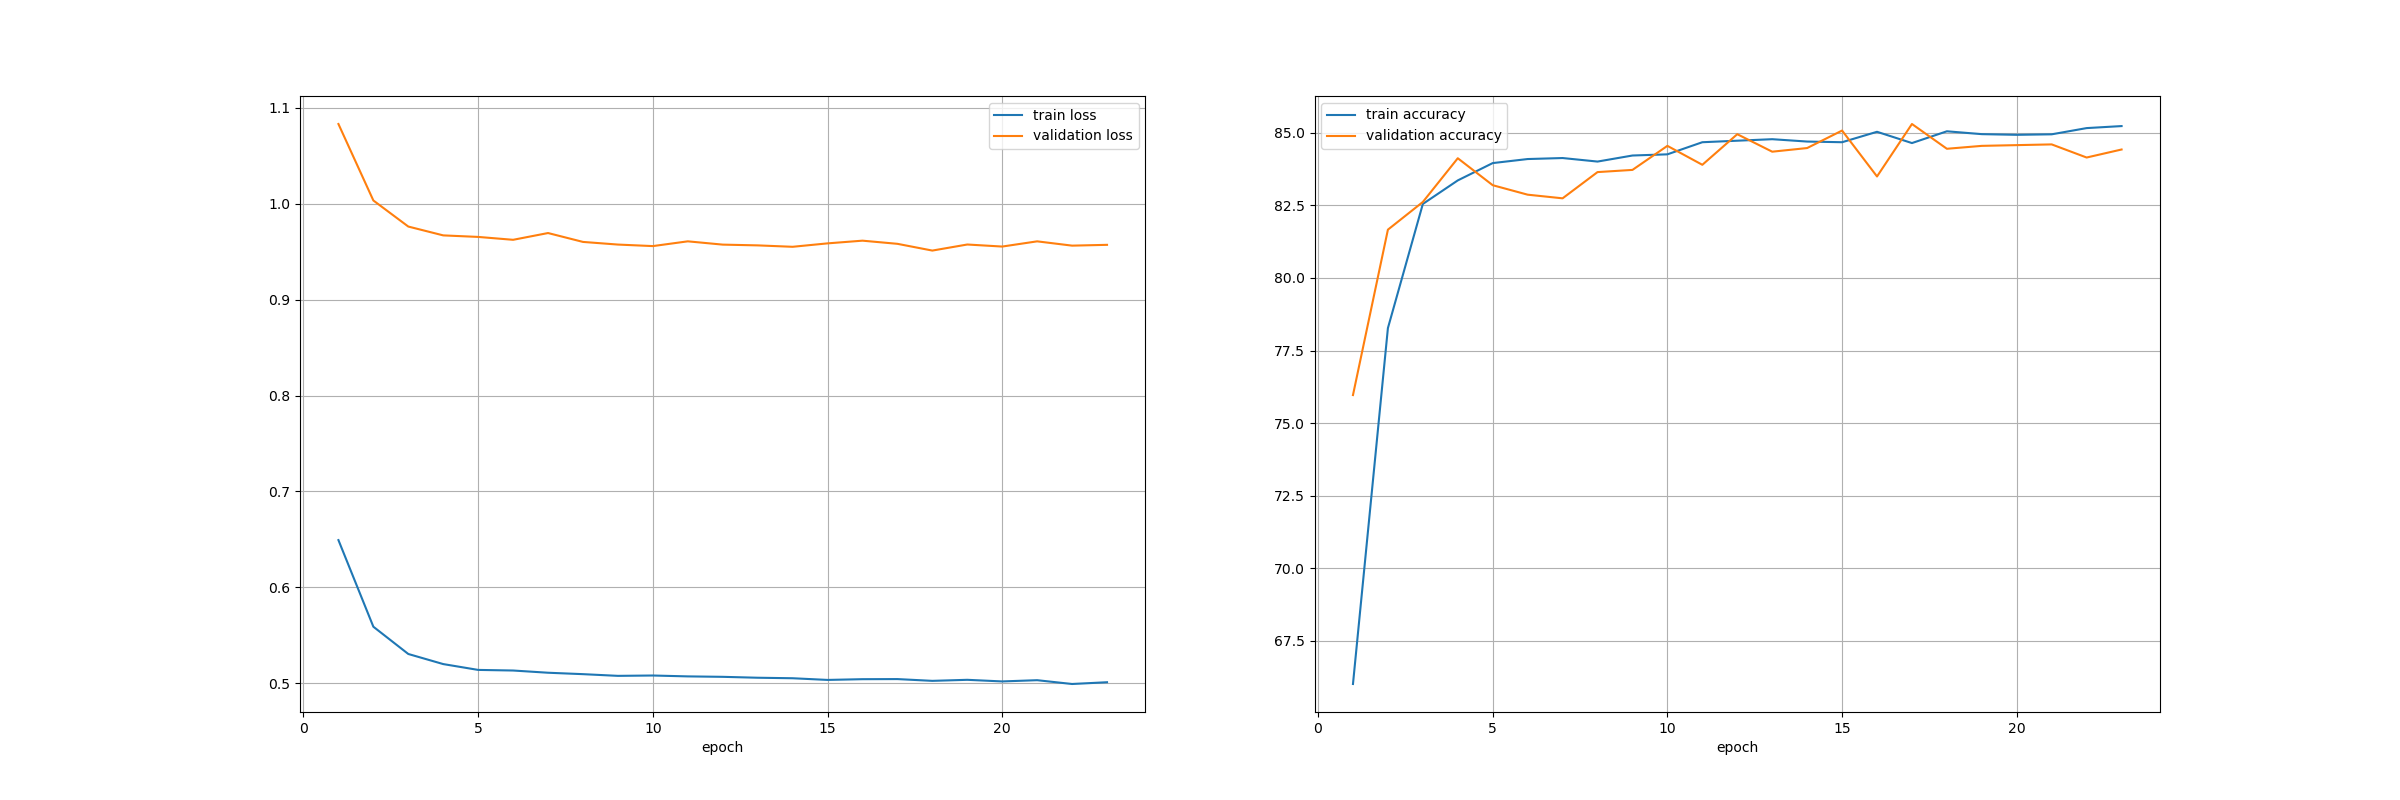 train loss
validation loss
1.1
1.0
0.9
0.8
0.7
0.6
0.5
0 5 10 15 20
epoch
train accuracy
validation accuracy
85.0
82.5
80.0
77.5
75.0
72.5
70.0
67.5
0 5 10 15 20
epoch